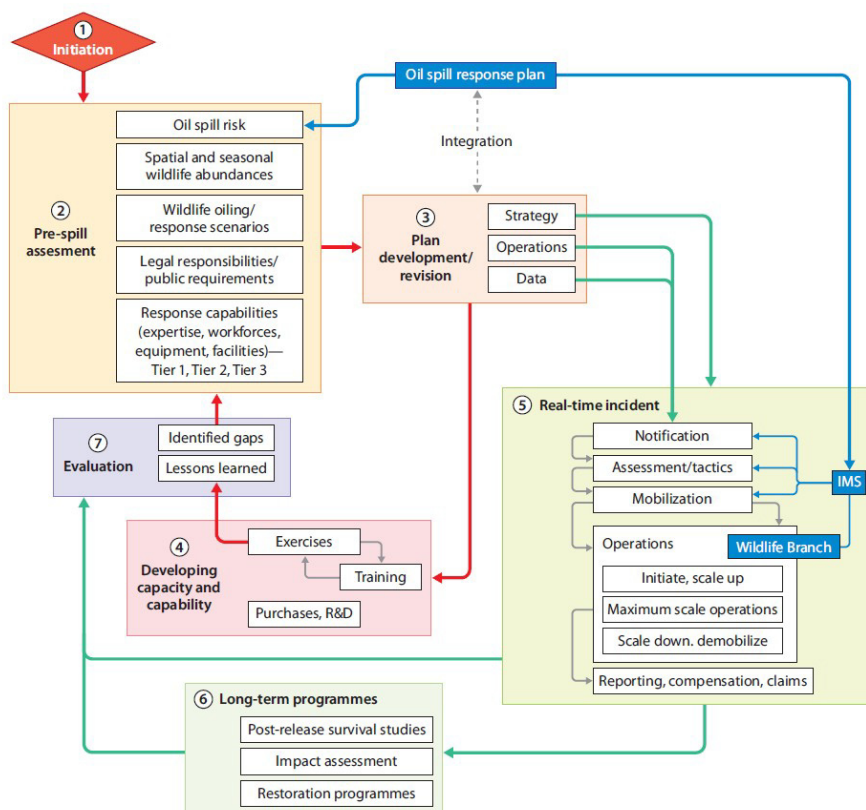 1
Initiation
Oil spill response plan
Integration
2
Pre-spill
assesment
Oil spill risk
Spatial and seasonal
wildlife abundances
Wildlife oiling/
response scenarios
Legal responsibilities/
public requirements
Response capabilities
(expertise, workforces,
equipment, facilities)—
Tier 1, Tier 2, Tier 3
3
Plan
development/
revision
Strategy
Operations
Data
7
Evaluation
Identified gaps
Lessons learned
4
Developing
capacity and
capability
Exercises
Training
Purchases, R&D
5 Real-time incident
Notification
Assessment/tactics
Mobilization
IMS
Operations
Wildlife Branch
Initiate, scale up
Maximum scale operations
Scale down. demobilize
Reporting, compensation, claims
6 Long-term programmes
Post-release survival studies
Impact assessment
Restoration programmes